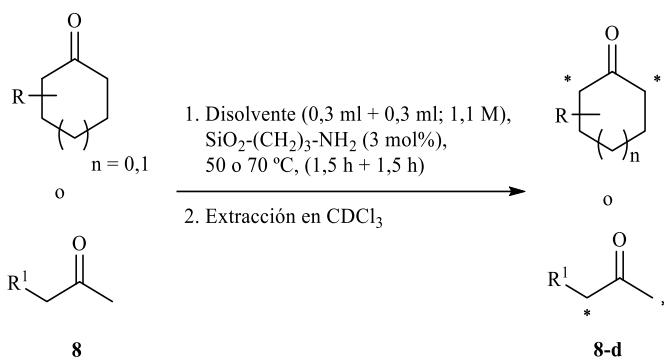 O
R
n = 0,1
o
O
R¹
8
1. Disolvente (0,3 ml + 0,3 ml; 1,1 M),
SiO₂-(CH₂)₃-NH₂ (3 mol%),
50 o 70 ºC, (1,5 h + 1,5 h)
2. Extracción en CDCl₃
O
* *
R
n
o
O
R¹
* *
8-d